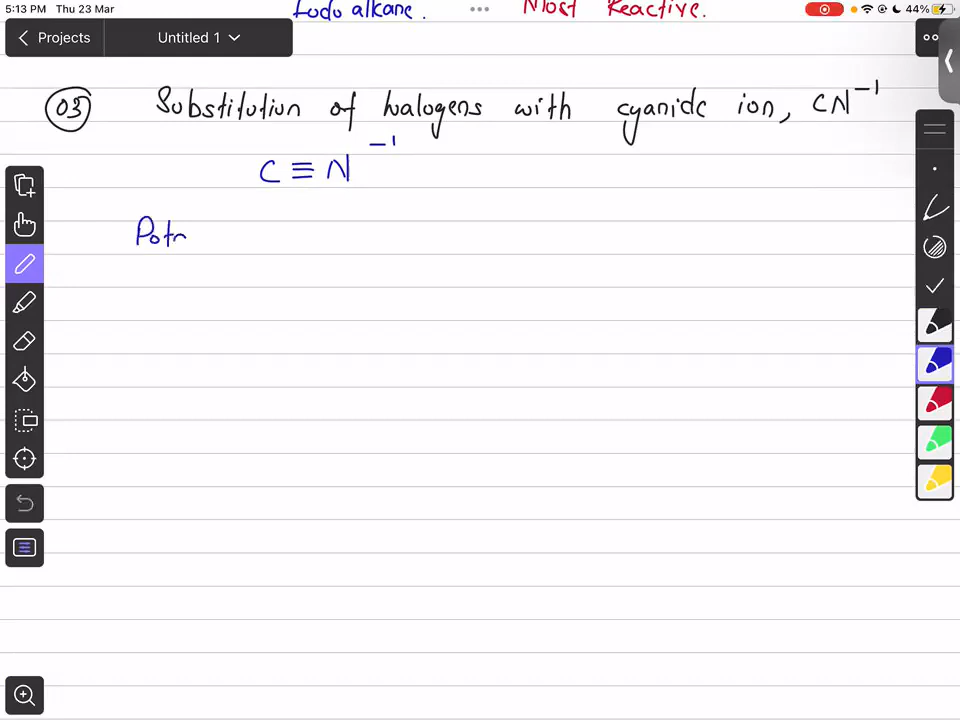 5:13 PM Thu 23 Mar
44%
Iodo alkane. Most Reactive.
Projects
Untitled 1
03 Substitution of halogens with cyanide ion, CN⁻¹
C ≡ N ⁻¹
Potr